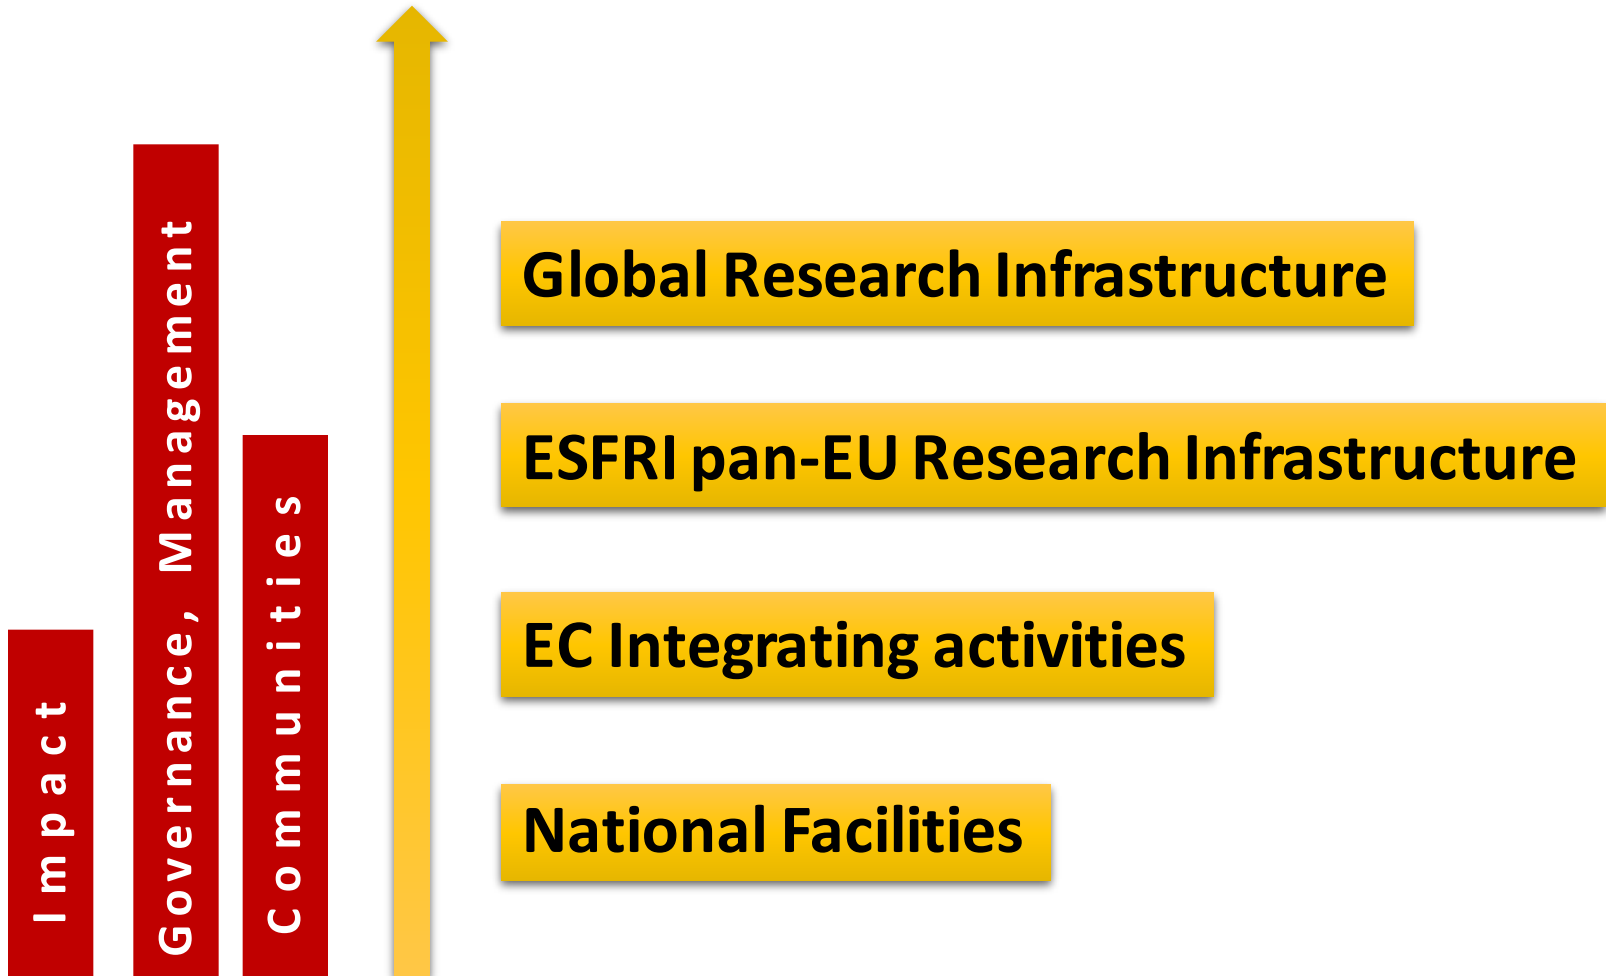 Impact
Governance, Management
Communities
Global Research Infrastructure
ESFRI pan-EU Research Infrastructure
EC Integrating activities
National Facilities